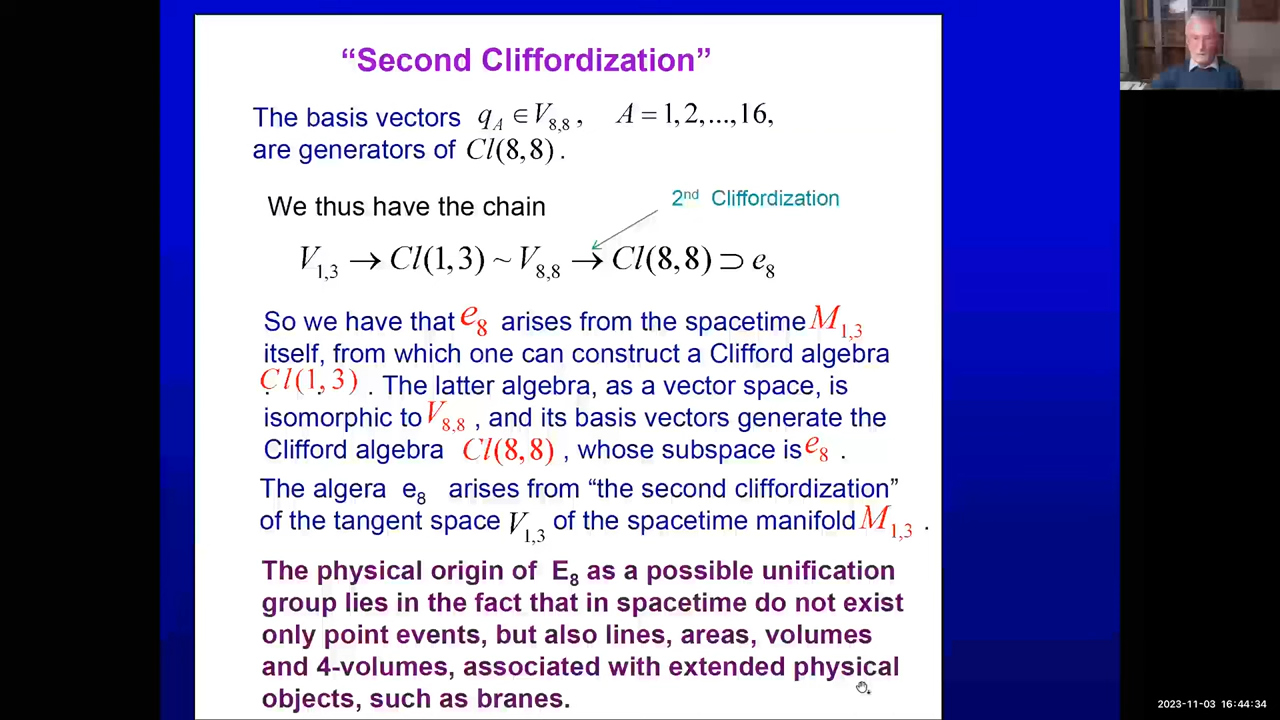 “Second Cliffordization”
The basis vectors q_A ∈ V_{8,8} , A = 1, 2, ..., 16,
are generators of Cl(8,8) .
We thus have the chain
2nd Cliffordization
V_{1,3} → Cl(1,3) ~ V_{8,8} → Cl(8,8) ⊃ e_8
So we have that e_8 arises from the spacetime M_{1,3}
itself, from which one can construct a Clifford algebra
Cl(1,3) . The latter algebra, as a vector space, is
isomorphic to V_{8,8} , and its basis vectors generate the
Clifford algebra Cl(8,8) , whose subspace is e_8 .
The algera e_8 arises from “the second cliffordization”
of the tangent space V_{1,3} of the spacetime manifold M_{1,3} .
The physical origin of E_8 as a possible unification
group lies in the fact that in spacetime do not exist
only point events, but also lines, areas, volumes
and 4-volumes, associated with extended physical
objects, such as branes.
2023-11-03 16:44:34